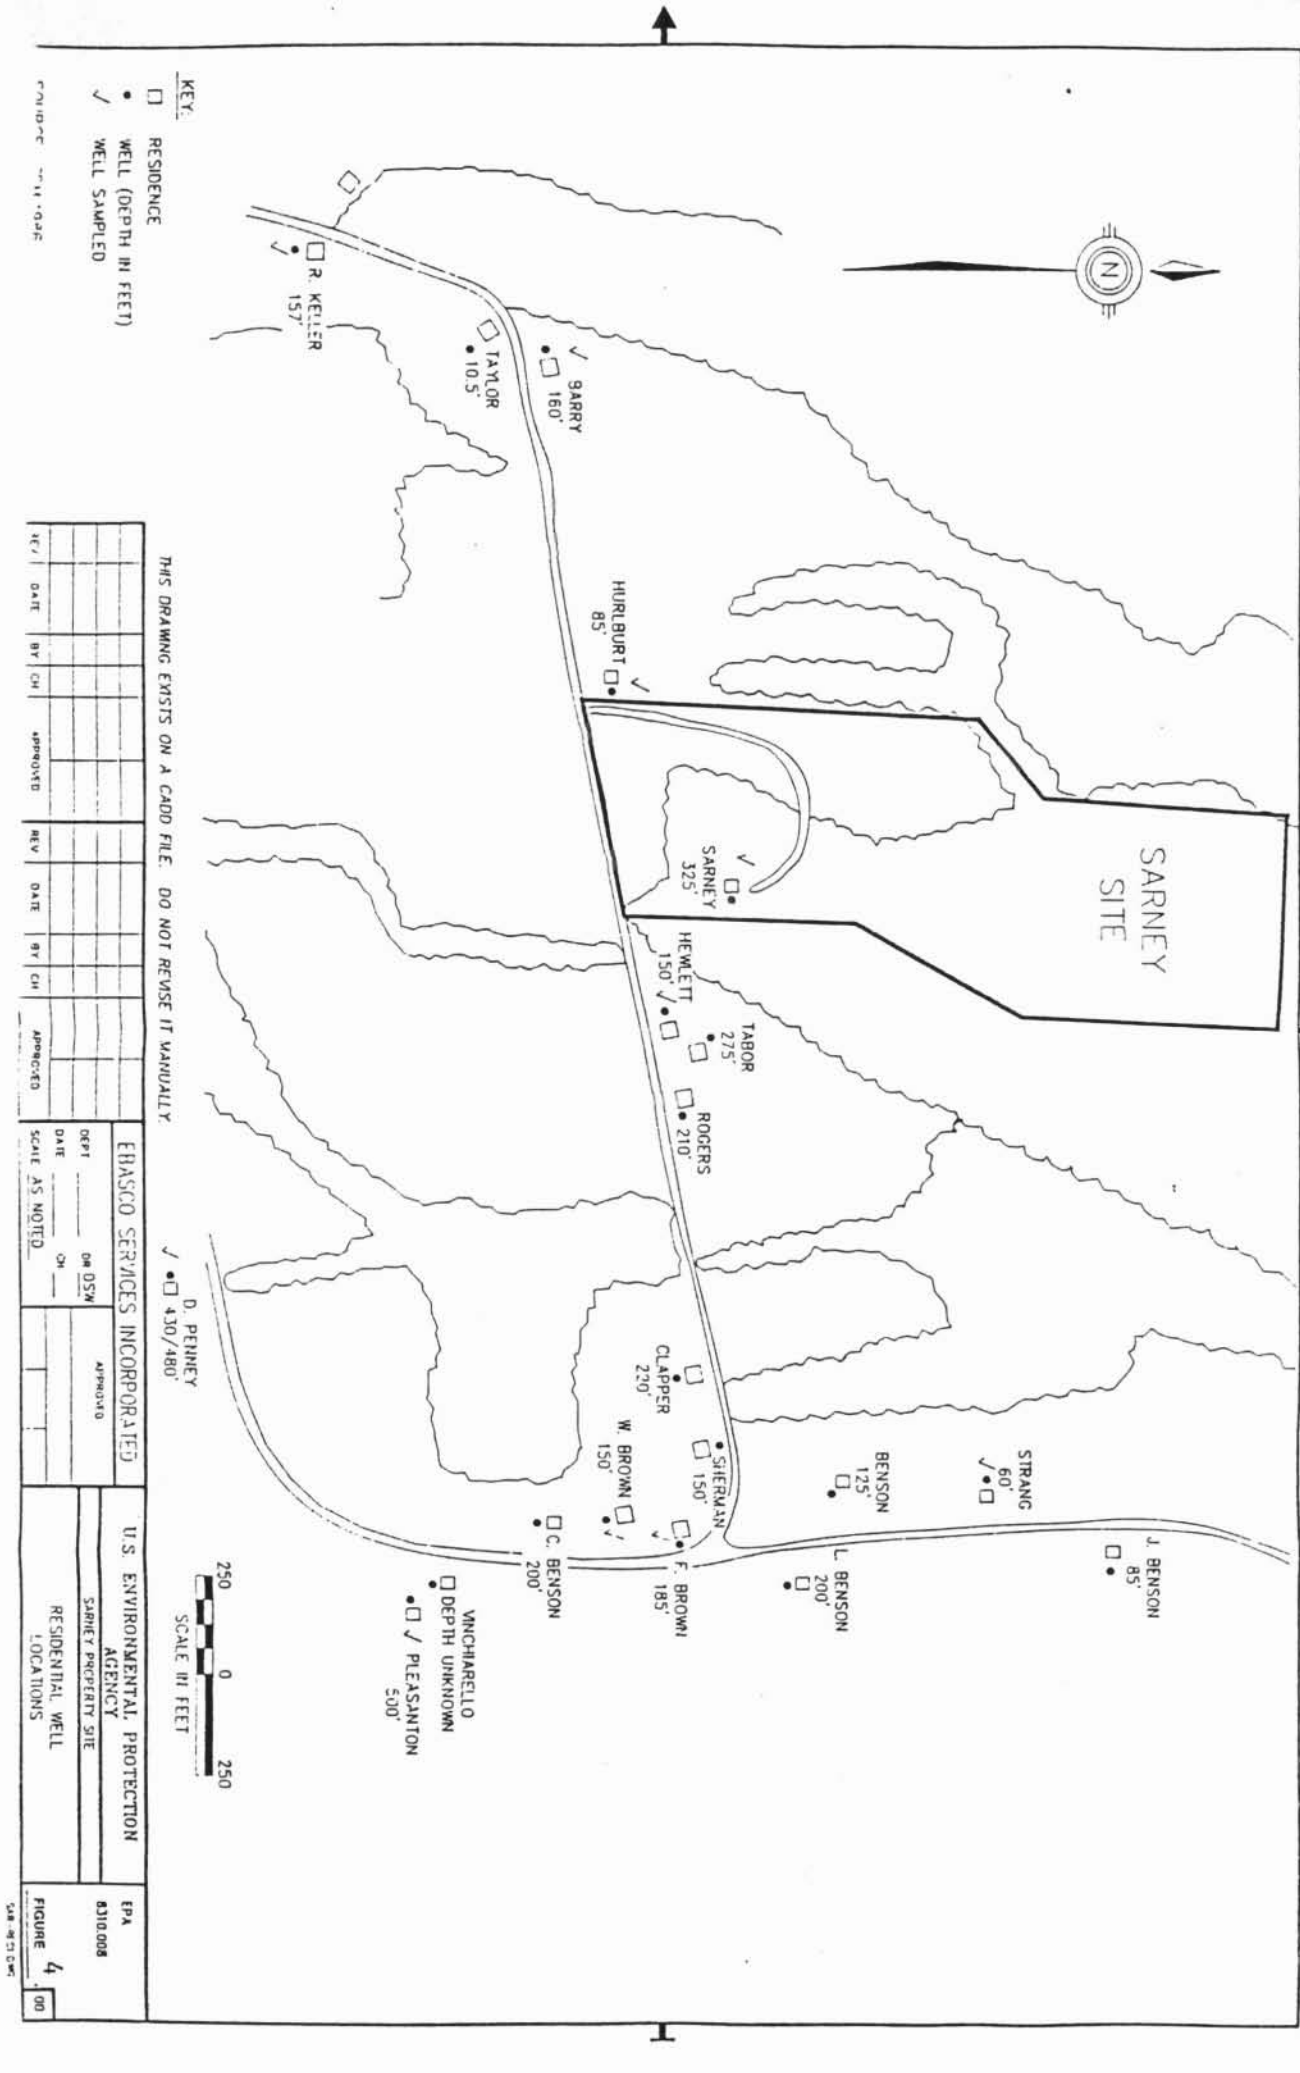 N
SARNEY
SITE
STRANG
60'
J. BENSON
85'
BENSON
125'
L. BENSON
200'
TABOR
275'
ROGERS
210'
HEWLETT
150'
SARNEY
325'
HURLBURT
85'
BARRY
160'
TAYLOR
10.5'
R. KELLER
157'
CLAPPER
220'
SHERMAN
150'
W. BROWN
150'
F. BROWN
185'
C. BENSON
200'
VINCHIARELLO
DEPTH UNKNOWN
PLEASANTON
500'
D. PENNEY
430/480'
250 0 250
SCALE IN FEET
KEY:
RESIDENCE
WELL (DEPTH IN FEET)
WELL SAMPLED
THIS DRAWING EXISTS ON A CADD FILE. DO NOT REVISE IT MANUALLY.
REV DATE BY CH APPROVED REV DATE BY CH APPROVED
EBASCO SERVICES INCORPORATED
DEPT DR DSW
DATE CH
SCALE AS NOTED
APPROVED
U.S. ENVIRONMENTAL PROTECTION
AGENCY
SARNEY PROPERTY SITE
RESIDENTIAL WELL
LOCATIONS
EPA
8310.008
FIGURE 4
00